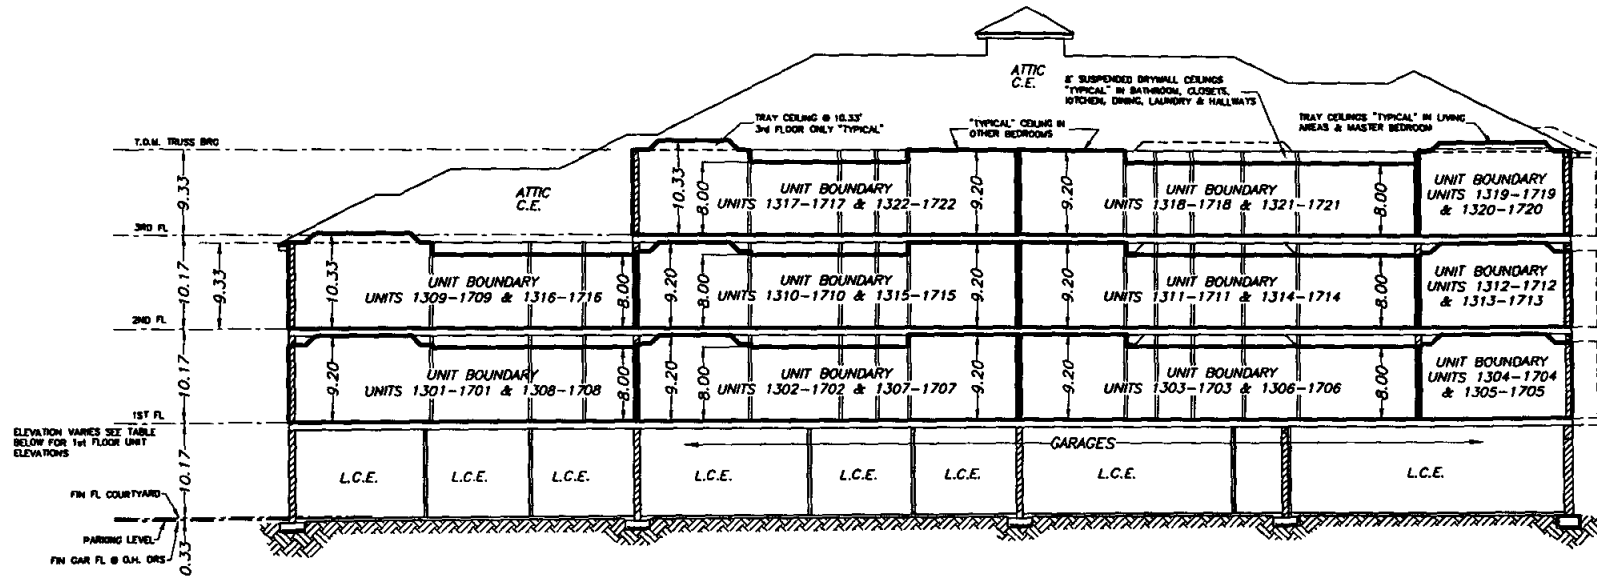 ATTIC
C.E.
8' SUSPENDED DRYWALL CEILINGS
"TYPICAL" IN BATHROOM, CLOSETS,
KITCHEN, DINING, LAUNDRY & HALLWAYS
TRAY CEILING @ 10.33'
3rd FLOOR ONLY "TYPICAL"
"TYPICAL" CEILING IN
OTHER BEDROOMS
TRAY CEILINGS "TYPICAL" IN LIVING
AREAS & MASTER BEDROOM
T.O.M. TRUSS BRG
9.33
ATTIC
C.E.
10.33
8.00
UNIT BOUNDARY
UNITS 1317-1717 & 1322-1722
9.20
9.20
UNIT BOUNDARY
UNITS 1318-1718 & 1321-1721
8.00
UNIT BOUNDARY
UNITS 1319-1719
& 1320-1720
3RD FL
10.17
9.33
10.33
UNIT BOUNDARY
UNITS 1309-1709 & 1316-1716
8.00
9.20
8.00
UNIT BOUNDARY
UNITS 1310-1710 & 1315-1715
9.20
9.20
UNIT BOUNDARY
UNITS 1311-1711 & 1314-1714
8.00
UNIT BOUNDARY
UNITS 1312-1712
& 1313-1713
2ND FL
10.17
9.20
UNIT BOUNDARY
UNITS 1301-1701 & 1308-1708
8.00
9.20
8.00
UNIT BOUNDARY
UNITS 1302-1702 & 1307-1707
9.20
9.20
UNIT BOUNDARY
UNITS 1303-1703 & 1306-1706
8.00
UNIT BOUNDARY
UNITS 1304-1704
& 1305-1705
1ST FL
ELEVATION VARIES SEE TABLE
BELOW FOR 1st FLOOR UNIT
ELEVATIONS
10.17
GARAGES
L.C.E.
L.C.E.
L.C.E.
L.C.E.
L.C.E.
L.C.E.
L.C.E.
L.C.E.
FIN FL COURTYARD
PARKING LEVEL
FIN GAR FL @ O.H. DRS
0.33